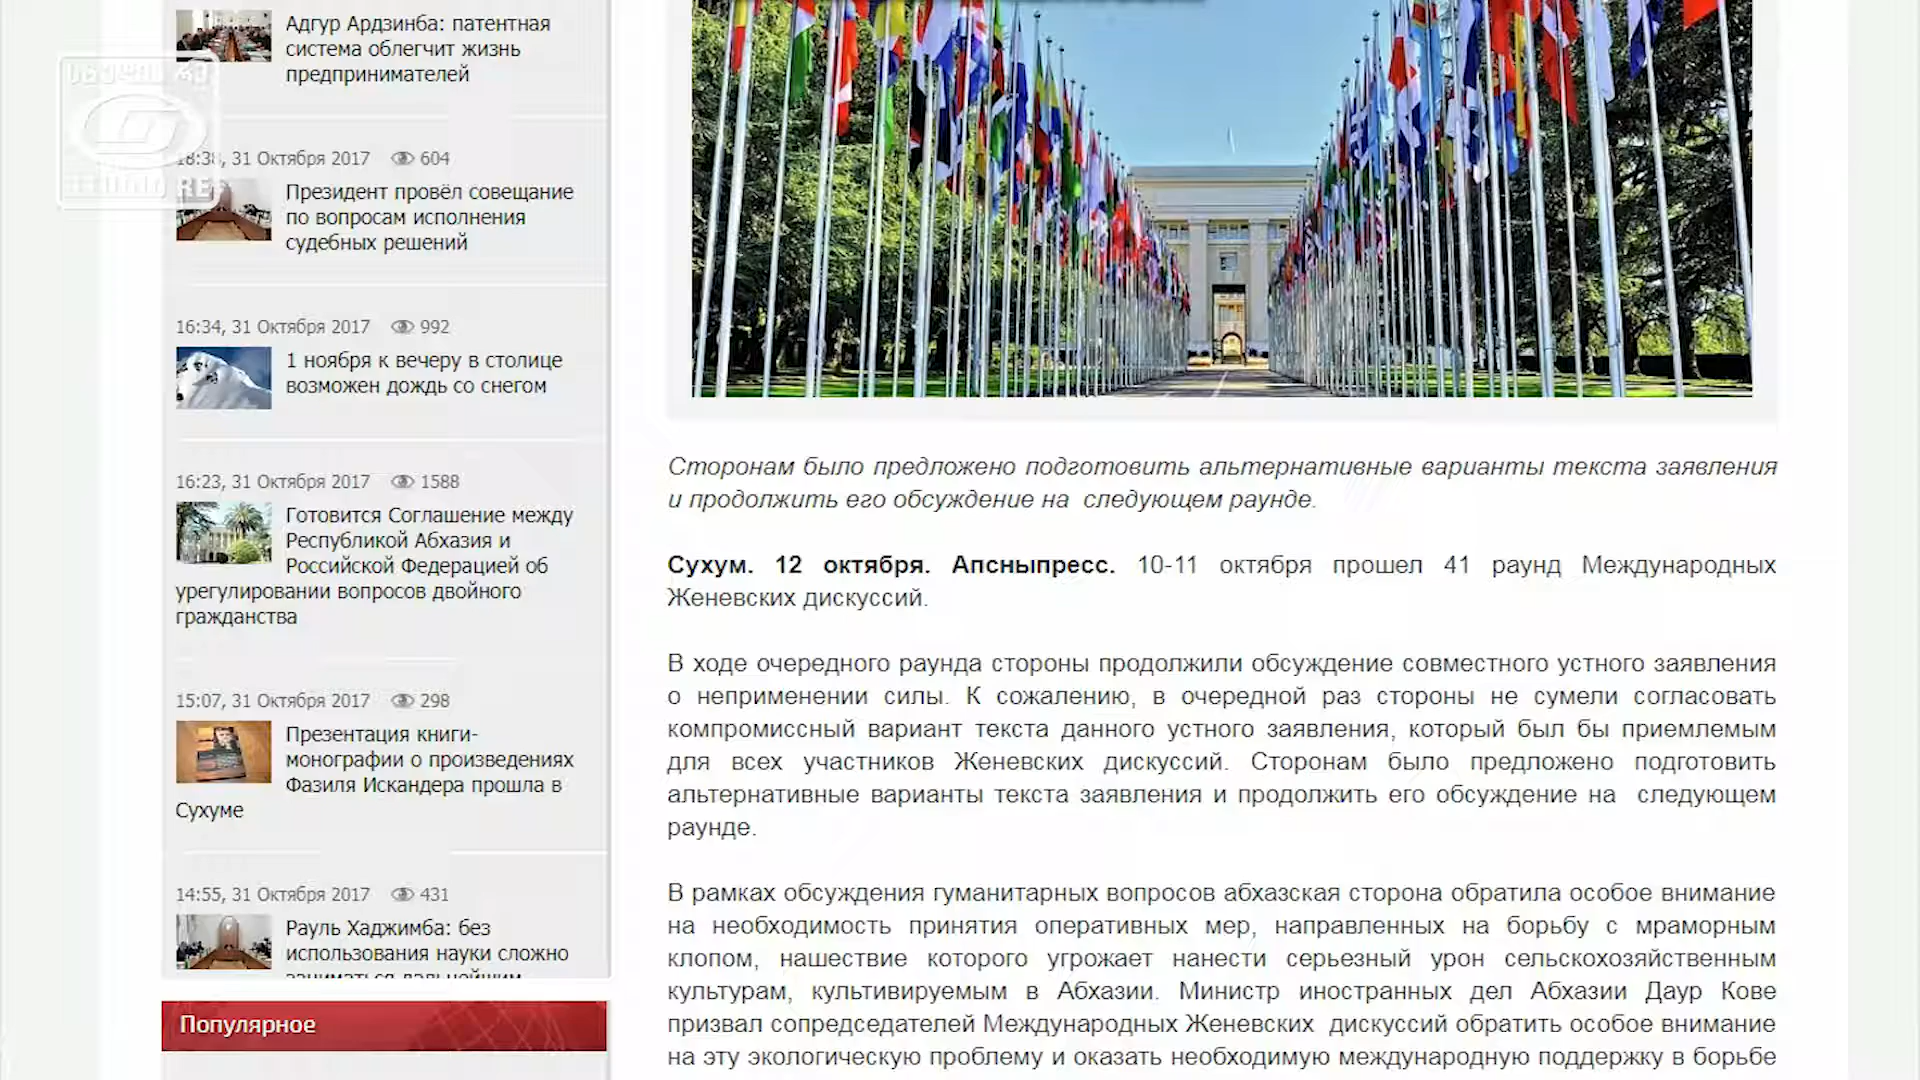 Адгур Ардзинба: патентная
система облегчит жизнь
предпринимателей
18:38, 31 Октября 2017 604
Президент провёл совещание
по вопросам исполнения
судебных решений
16:34, 31 Октября 2017 992
1 ноября к вечеру в столице
возможен дождь со снегом
16:23, 31 Октября 2017 1588
Готовится Соглашение между
Республикой Абхазия и
Российской Федерацией об
урегулировании вопросов двойного
гражданства
15:07, 31 Октября 2017 298
Презентация книги-
монографии о произведениях
Фазиля Искандера прошла в
Сухуме
14:55, 31 Октября 2017 431
Рауль Хаджимба: без
использования науки сложно
заниматься дальнейшим
Популярное
Сторонам было предложено подготовить альтернативные варианты текста заявления
и продолжить его обсуждение на следующем раунде.
Сухум. 12 октября. Апсныпресс. 10-11 октября прошел 41 раунд Международных
Женевских дискуссий.
В ходе очередного раунда стороны продолжили обсуждение совместного устного заявления
о неприменении силы. К сожалению, в очередной раз стороны не сумели согласовать
компромиссный вариант текста данного устного заявления, который был бы приемлемым
для всех участников Женевских дискуссий. Сторонам было предложено подготовить
альтернативные варианты текста заявления и продолжить его обсуждение на следующем
раунде.
В рамках обсуждения гуманитарных вопросов абхазская сторона обратила особое внимание
на необходимость принятия оперативных мер, направленных на борьбу с мраморным
клопом, нашествие которого угрожает нанести серьезный урон сельскохозяйственным
культурам, культивируемым в Абхазии. Министр иностранных дел Абхазии Даур Кове
призвал сопредседателей Международных Женевских дискуссий обратить особое внимание
на эту экологическую проблему и оказать необходимую международную поддержку в борьбе